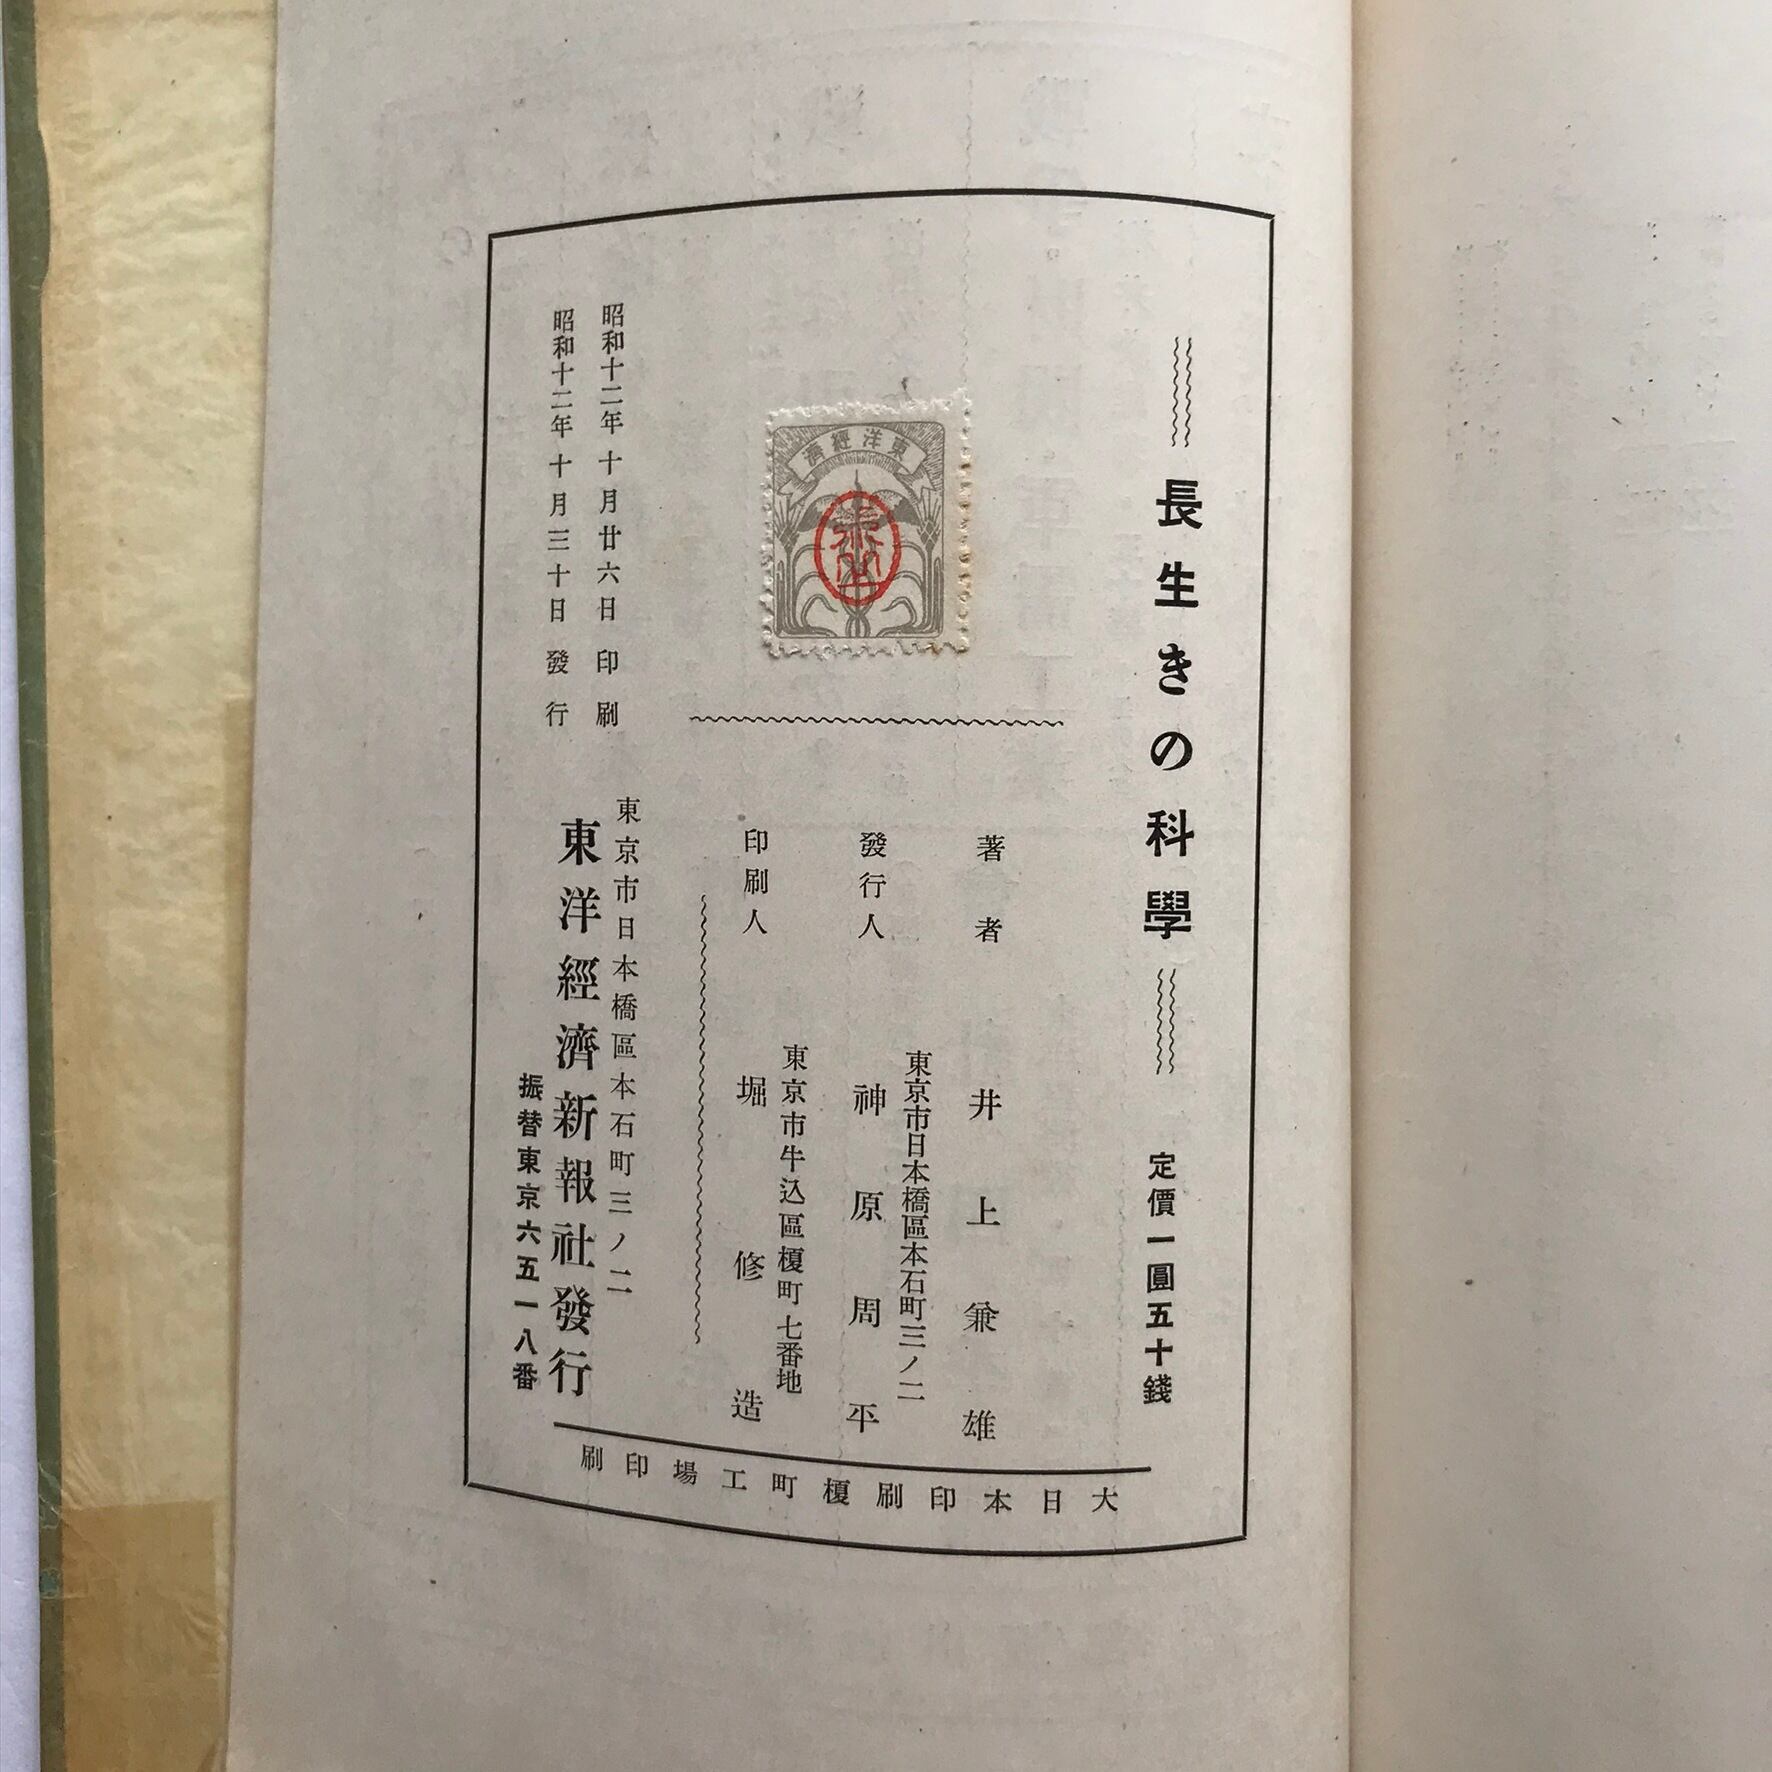 長生きの科學
定價一圓五十錢
東洋經濟
著者 井上兼雄
東京市日本橋區本石町三ノ二
發行人 神原周平
東京市牛込區榎町七番地
印刷人 堀修造
昭和十二年十月廿六日印刷
昭和十二年十月三十日發行
東京市日本橋區本石町三ノ二
東洋經濟新報社發行
振替東京六五一八番
大日本印刷榎町工場印刷